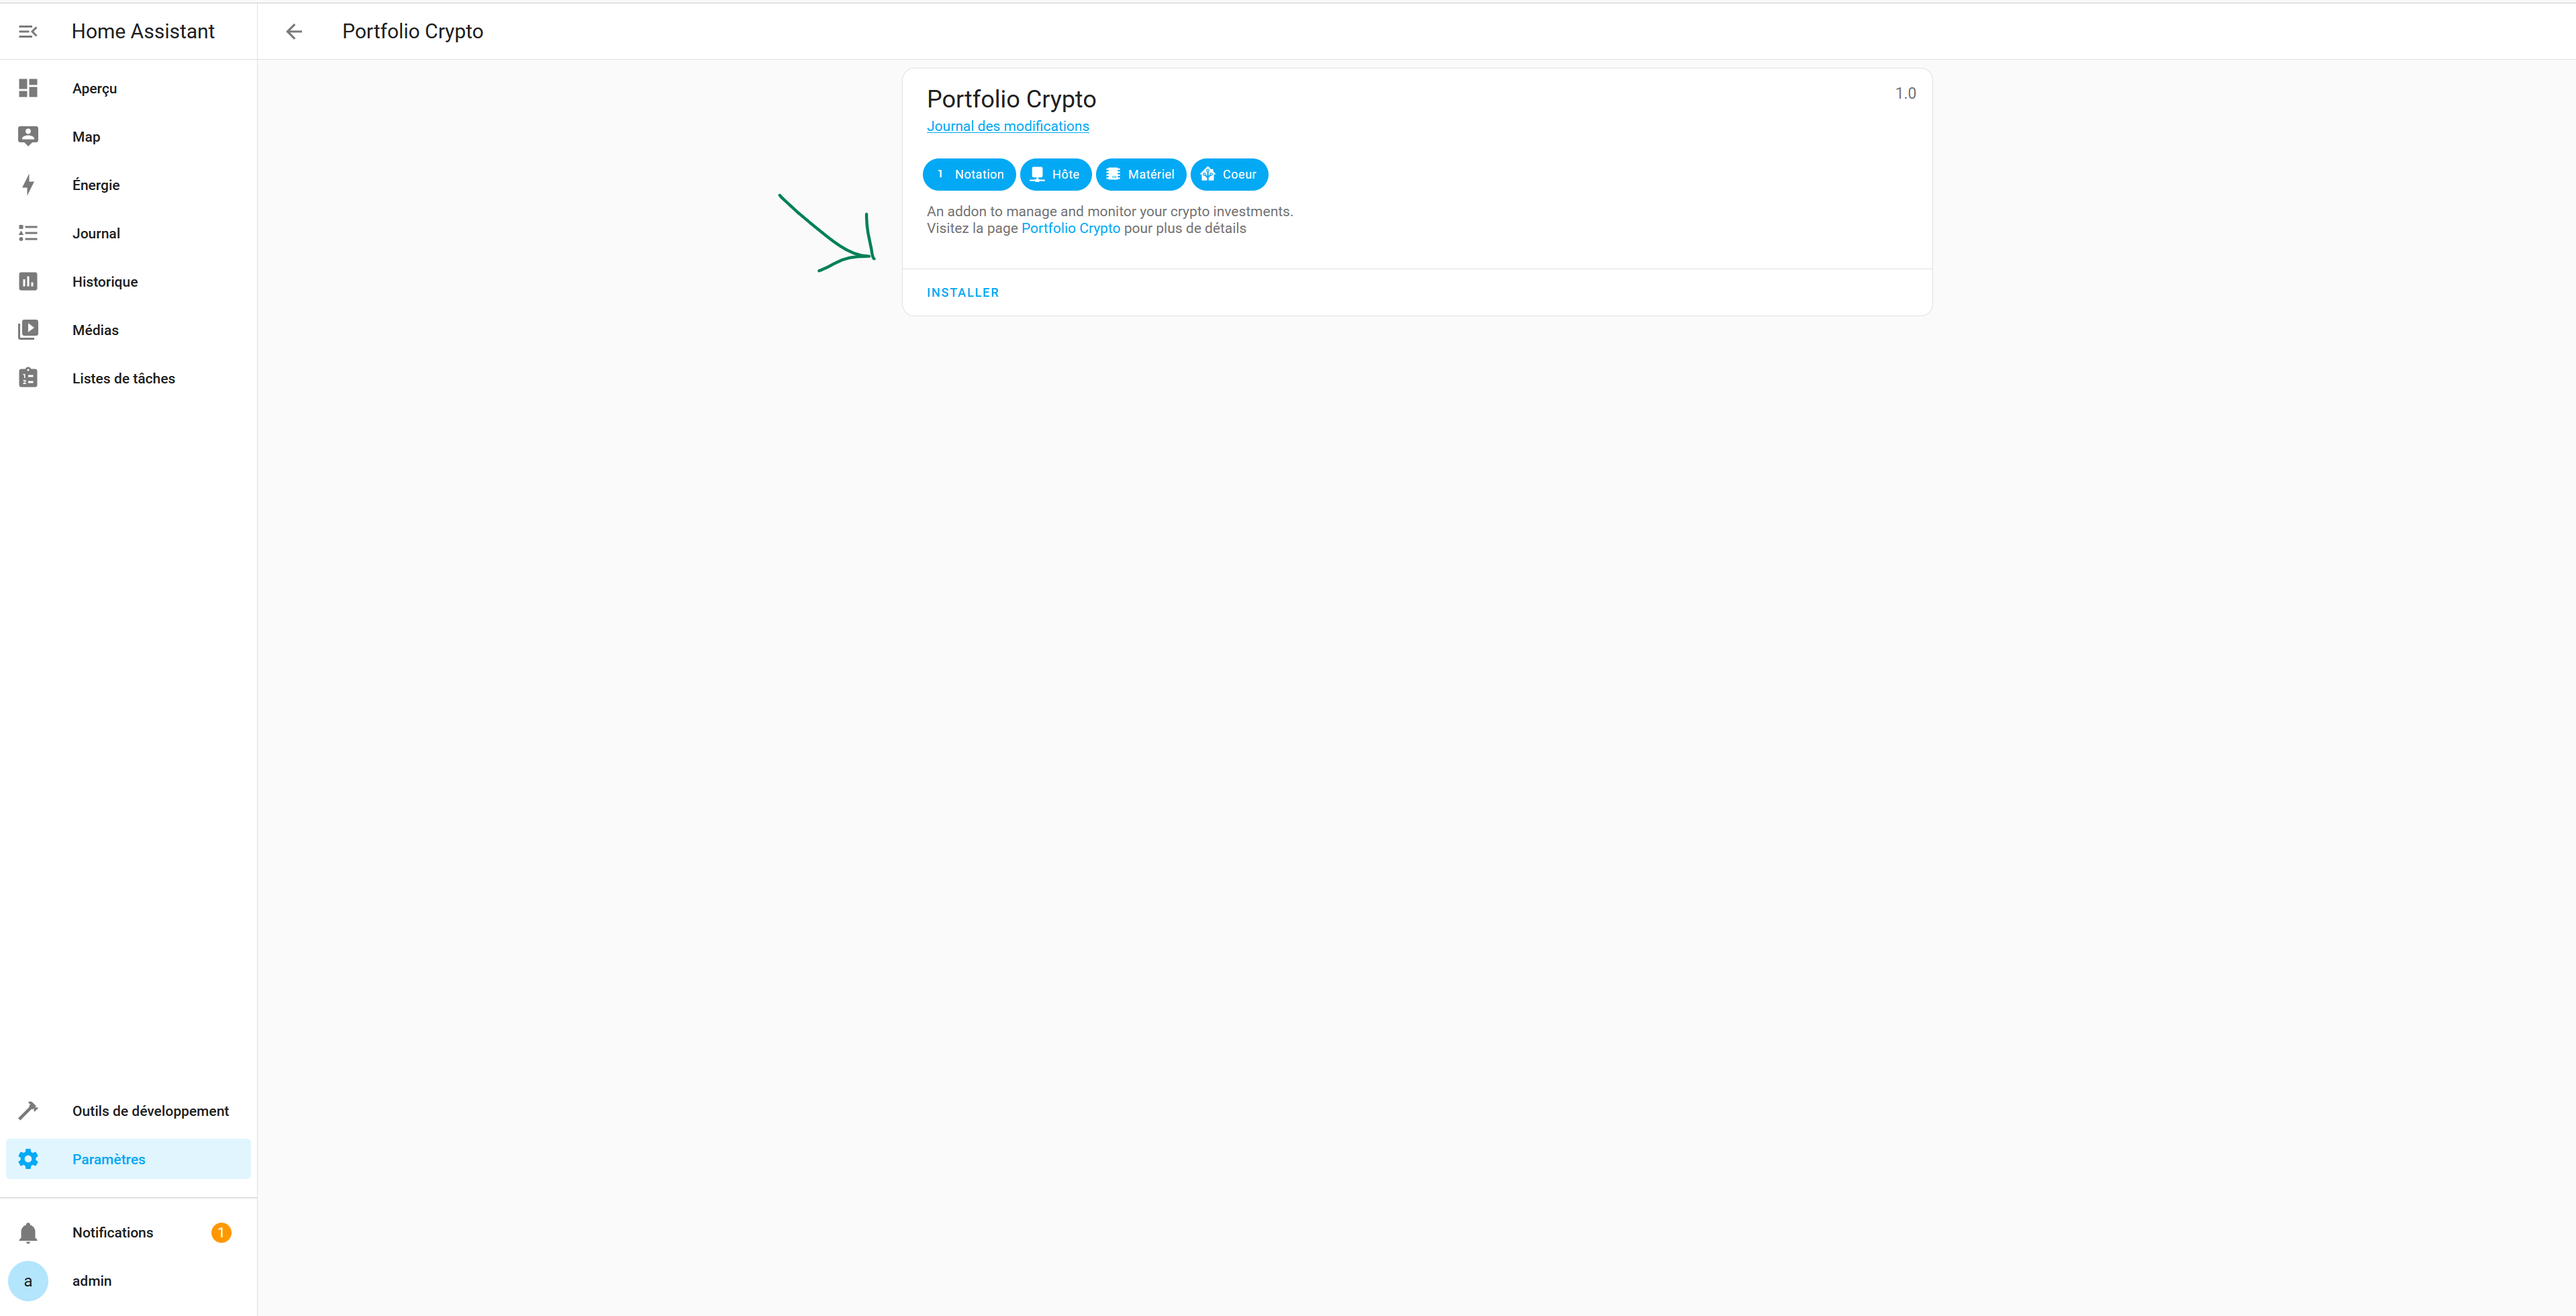 Home Assistant
Portfolio Crypto
Aperçu
Map
Énergie
Journal
Historique
Médias
Listes de tâches
Outils de développement
Paramètres
Notifications 1
a admin
Portfolio Crypto 1.0
Journal des modifications
1 Notation Hôte Matériel Coeur
An addon to manage and monitor your crypto investments.
Visitez la page Portfolio Crypto pour plus de détails
INSTALLER